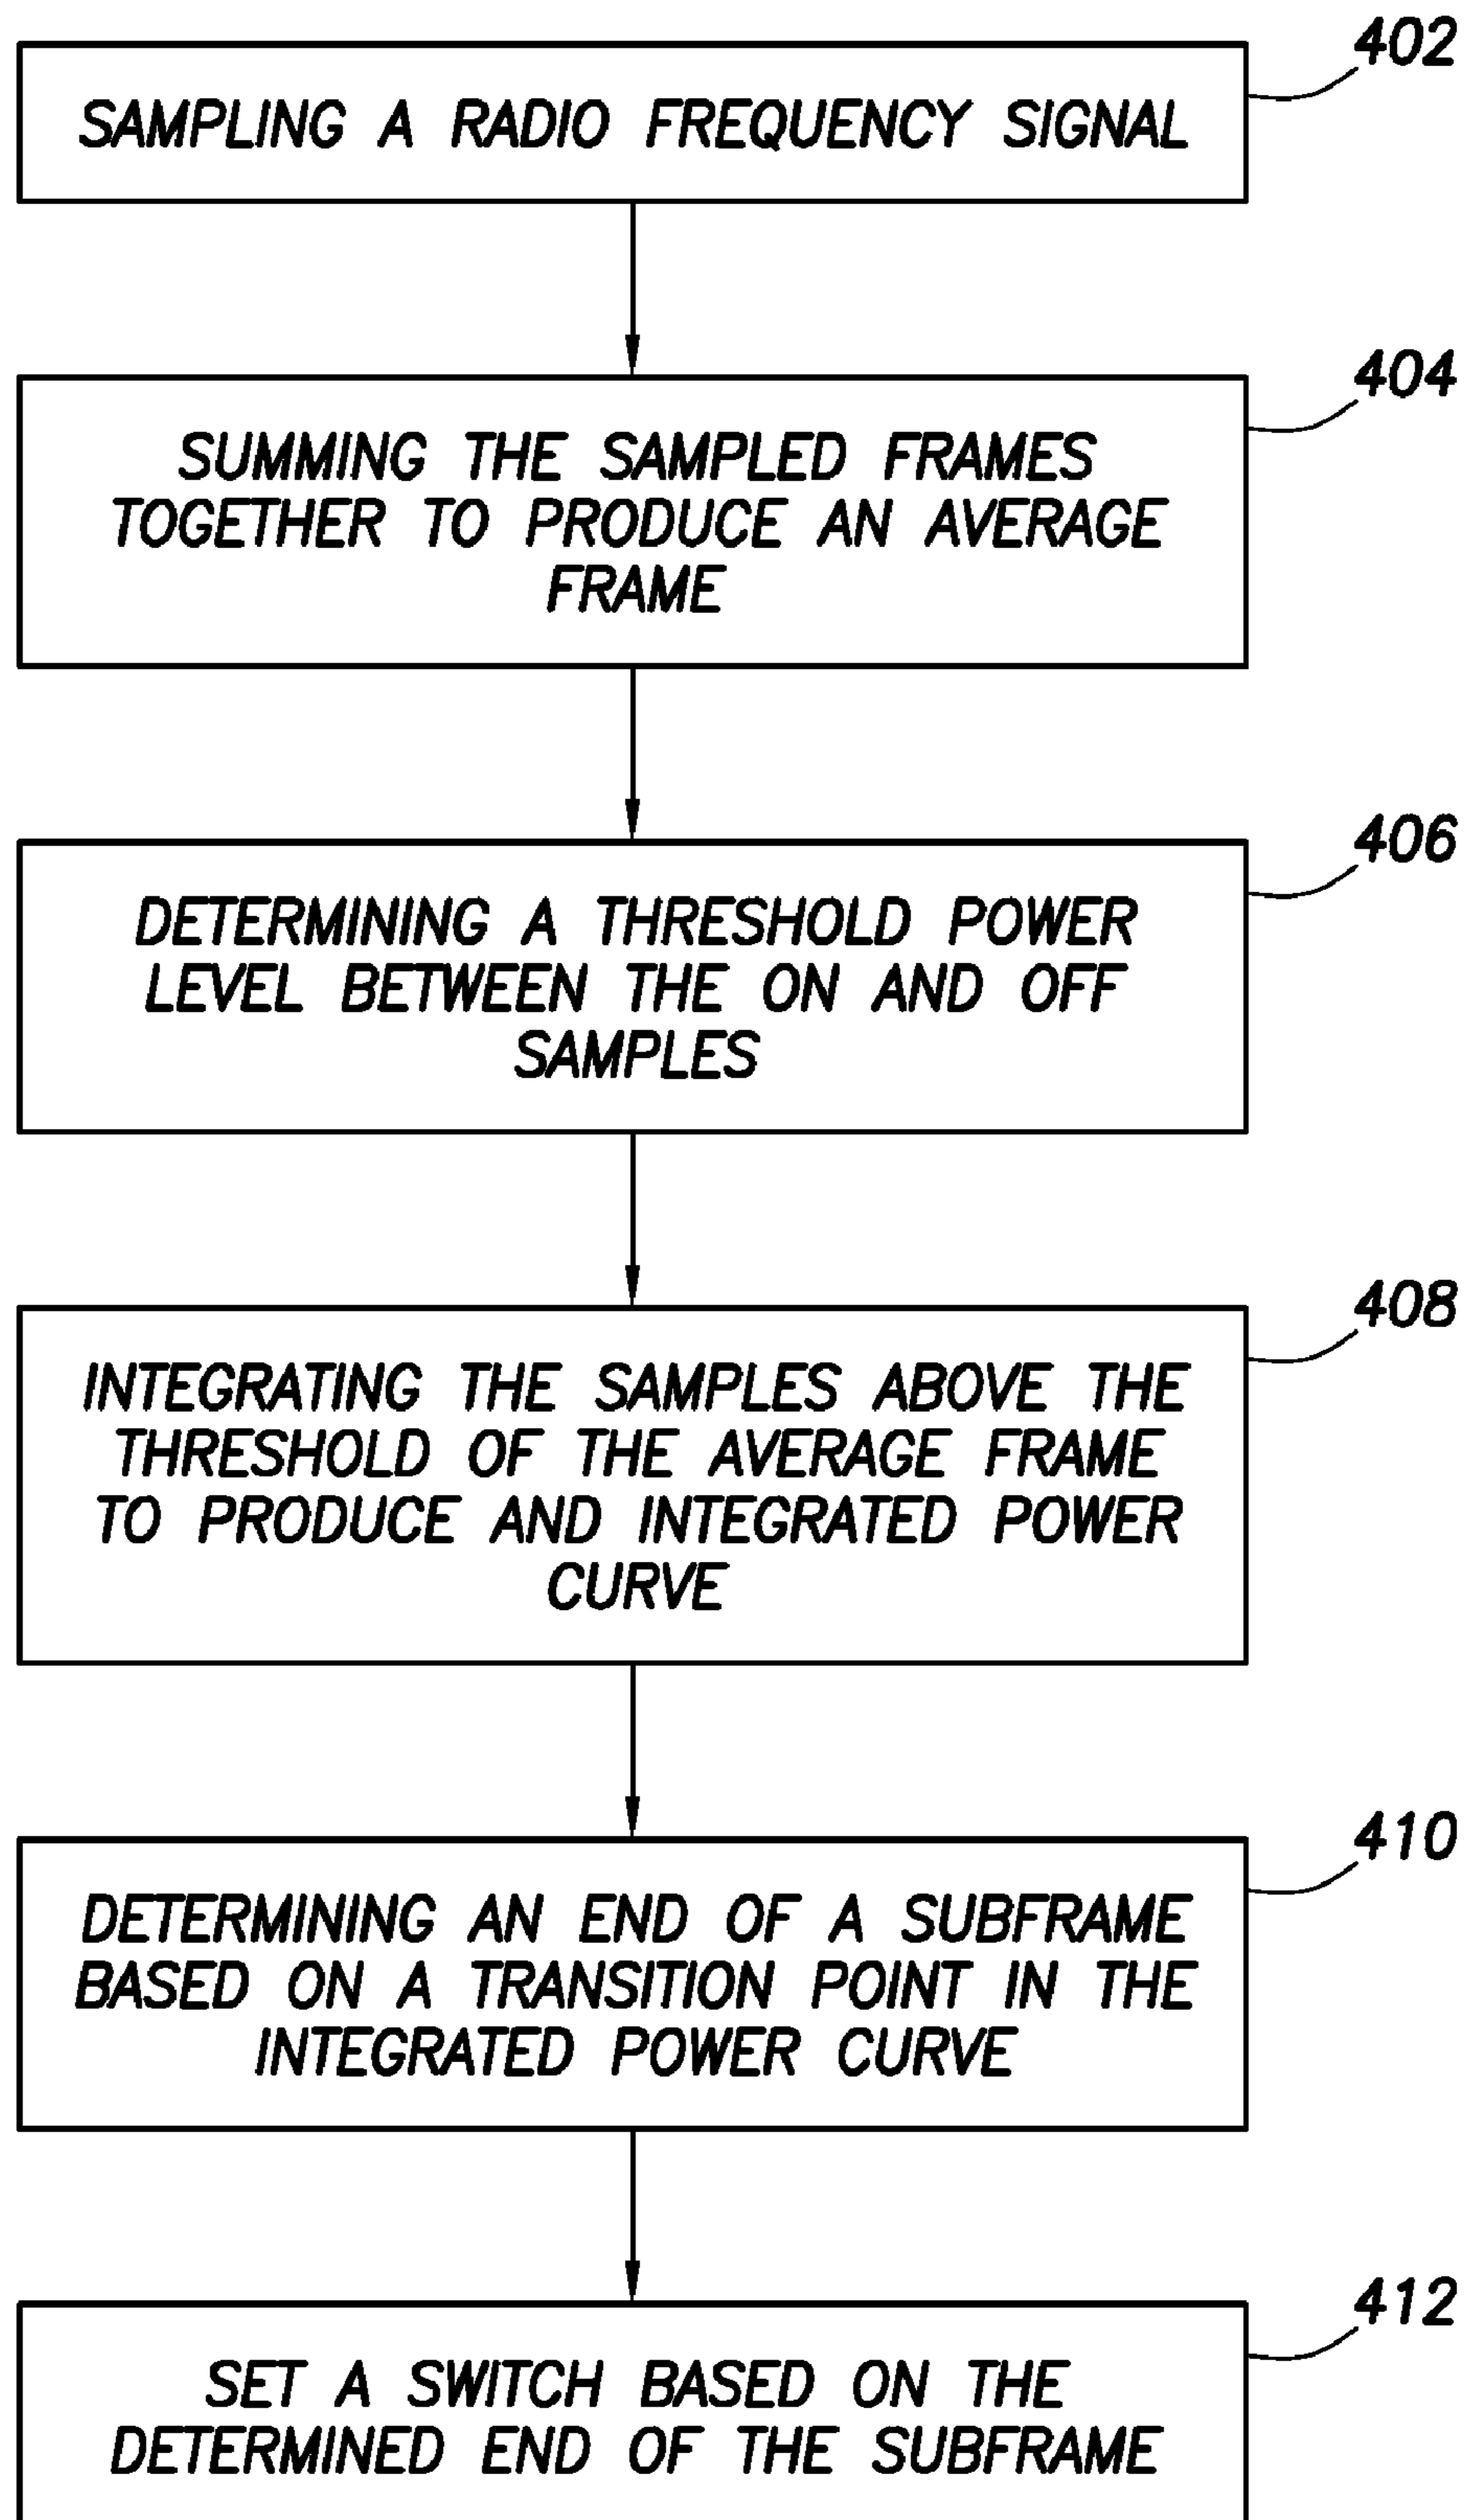 402
SAMPLING A RADIO FREQUENCY SIGNAL
404
SUMMING THE SAMPLED FRAMES
TOGETHER TO PRODUCE AN AVERAGE
FRAME
406
DETERMINING A THRESHOLD POWER
LEVEL BETWEEN THE ON AND OFF
SAMPLES
408
INTEGRATING THE SAMPLES ABOVE THE
THRESHOLD OF THE AVERAGE FRAME
TO PRODUCE AND INTEGRATED POWER
CURVE
410
DETERMINING AN END OF A SUBFRAME
BASED ON A TRANSITION POINT IN THE
INTEGRATED POWER CURVE
412
SET A SWITCH BASED ON THE
DETERMINED END OF THE SUBFRAME